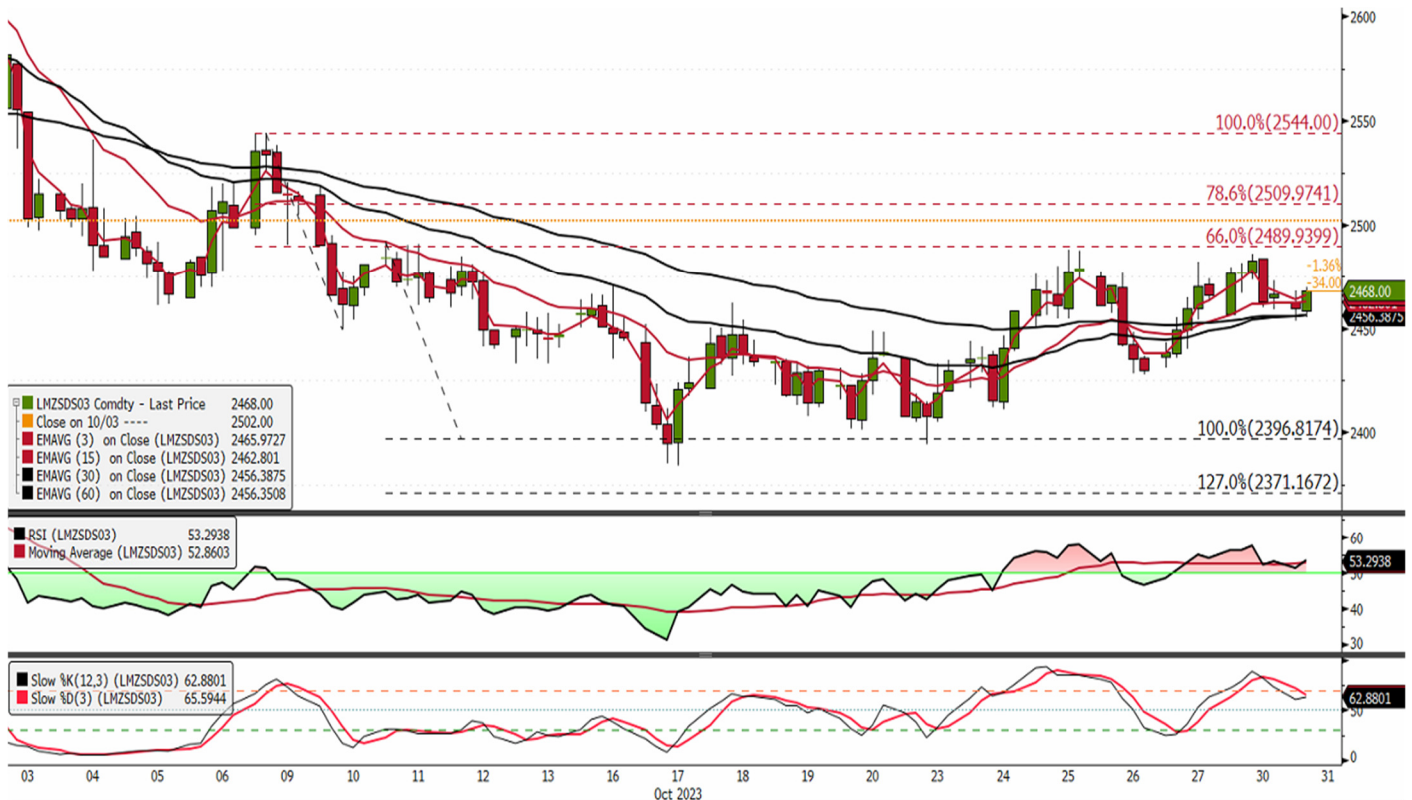 2600
2550
2500
2450
2400
100.0%(2544.00)
78.6%(2509.9741)
66.0%(2489.9399)
-1.36%
-34.00
2468.00
2456.3875
100.0%(2396.8174)
127.0%(2371.1672)
LMZSDS03 Comdty - Last Price 2468.00
Close on 10/03 ---- 2502.00
EMAVG (3) on Close (LMZSDS03) 2465.9727
EMAVG (15) on Close (LMZSDS03) 2462.801
EMAVG (30) on Close (LMZSDS03) 2456.3875
EMAVG (60) on Close (LMZSDS03) 2456.3508
RSI (LMZSDS03) 53.2938
Moving Average (LMZSDS03) 52.8603
60
53.2938
50
40
30
Slow %K(12,3) (LMZSDS03) 62.8801
Slow %D(3) (LMZSDS03) 65.5944
62.8801
50
0
03 04 05 06 09 10 11 12 13 16 17 18 19 20 23 24 25 26 27 30 31
Oct 2023